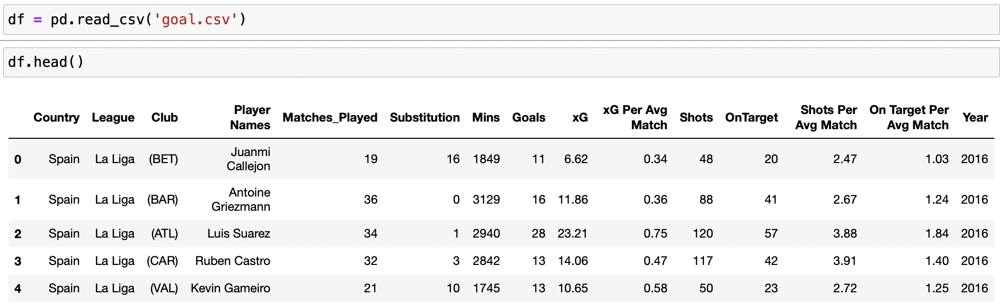 df = pd.read_csv('goal.csv')
df.head()
Country League Club Player Names Matches_Played Substitution Mins Goals xG xG Per Avg Match Shots OnTarget Shots Per Avg Match On Target Per Avg Match Year
0 Spain La Liga (BET) Juanmi Callejon 19 16 1849 11 6.62 0.34 48 20 2.47 1.03 2016
1 Spain La Liga (BAR) Antoine Griezmann 36 0 3129 16 11.86 0.36 88 41 2.67 1.24 2016
2 Spain La Liga (ATL) Luis Suarez 34 1 2940 28 23.21 0.75 120 57 3.88 1.84 2016
3 Spain La Liga (CAR) Ruben Castro 32 3 2842 13 14.06 0.47 117 42 3.91 1.40 2016
4 Spain La Liga (VAL) Kevin Gameiro 21 10 1745 13 10.65 0.58 50 23 2.72 1.25 2016